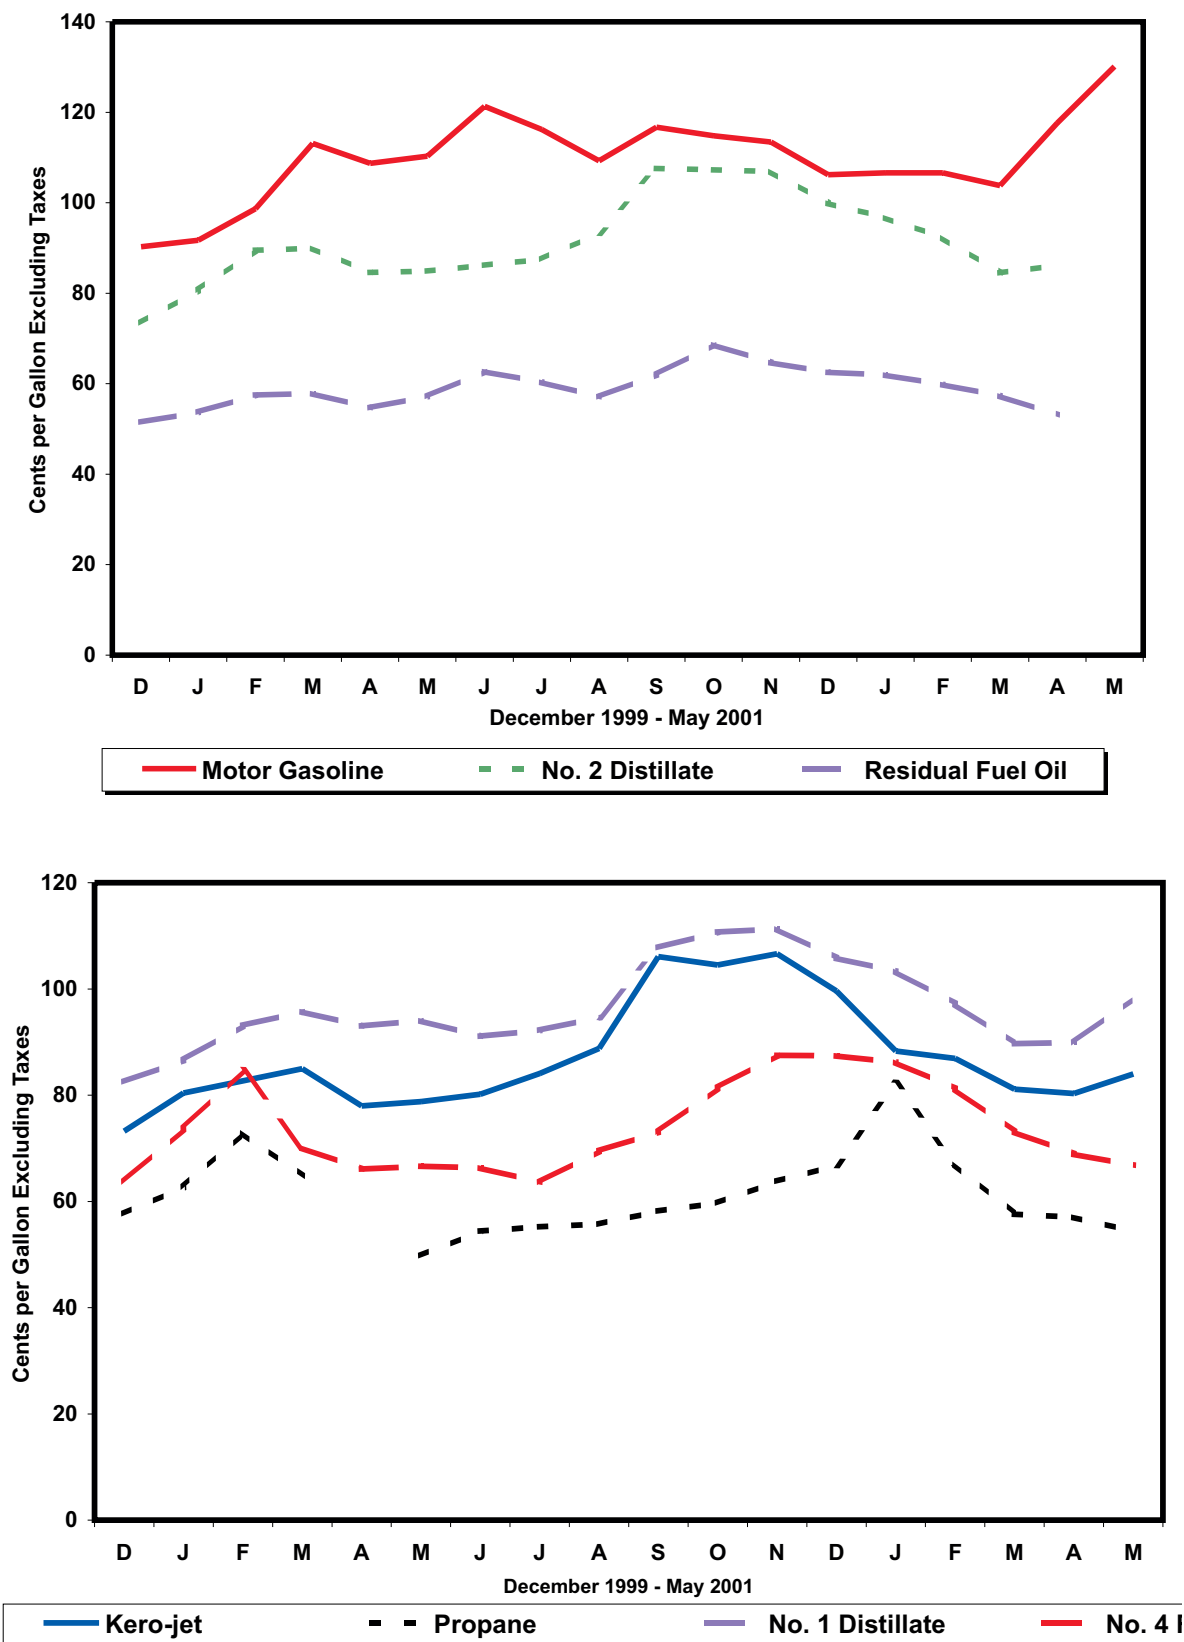 140
120
100
80
60
40
20
0
Cents per Gallon Excluding Taxes
D J F M A M J J A S O N D J F M A M
December 1999 - May 2001
Motor Gasoline No. 2 Distillate Residual Fuel Oil
120
100
80
60
40
20
0
Cents per Gallon Excluding Taxes
D J F M A M J J A S O N D J F M A M
December 1999 - May 2001
Kero-jet Propane No. 1 Distillate No. 4